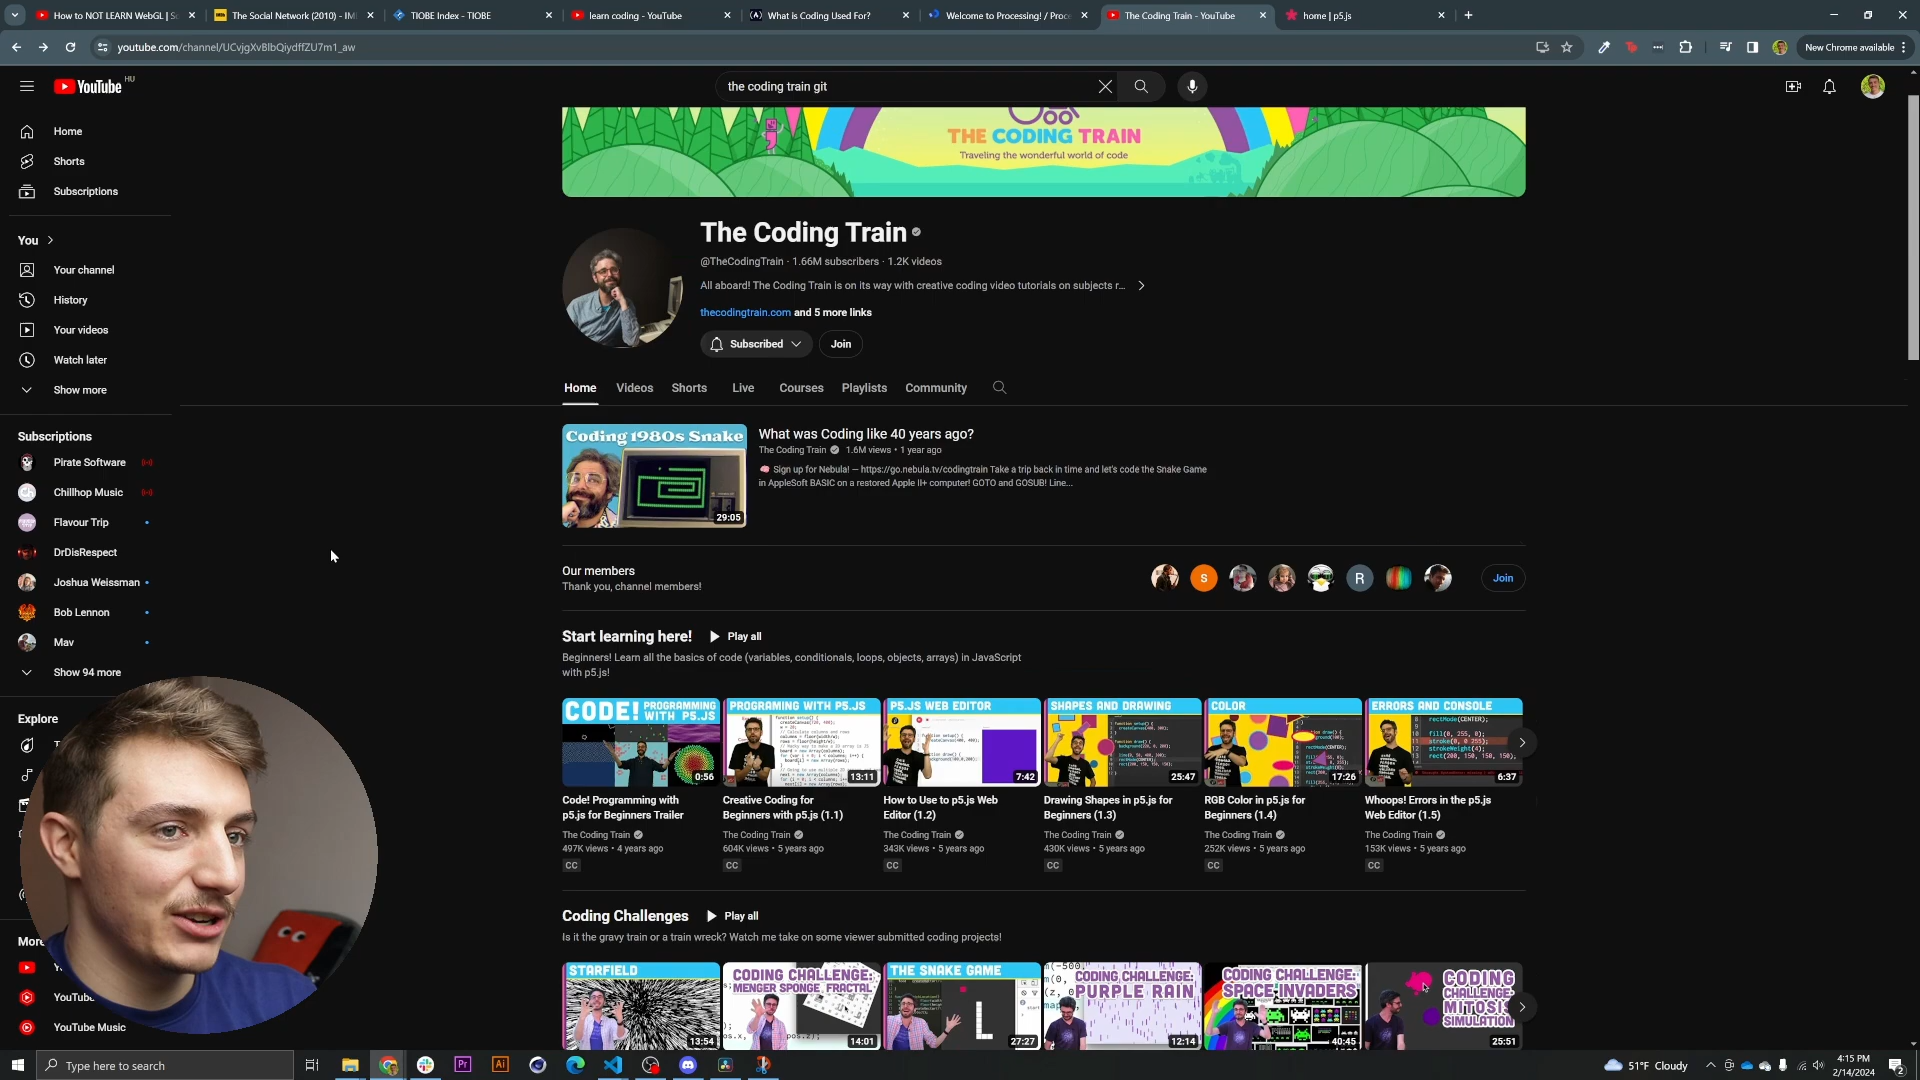 How to NOT LEARN WebGL | S
The Social Network (2010) - IM
TIOBE Index - TIOBE
learn coding - YouTube
What is Coding Used For?
Welcome to Processing! / Proce
The Coding Train - YouTube
home | p5.js
youtube.com/channel/UCvjgXvBlbQiydffZU7m1_aw
New Chrome available
YouTube HU
the coding train git
Home
Shorts
Subscriptions
You
Your channel
History
Your videos
Watch later
Show more
Subscriptions
Pirate Software
Chillhop Music
Flavour Trip
DrDisRespect
Joshua Weissman
Bob Lennon
Mav
Show 94 more
Explore
More
YouTube
YouTube Music
THE CODING TRAIN
Traveling the wonderful world of code
The Coding Train
@TheCodingTrain · 1.66M subscribers · 1.2K videos
All aboard! The Coding Train is on its way with creative coding video tutorials on subjects r...
thecodingtrain.com and 5 more links
Subscribed
Join
Home Videos Shorts Live Courses Playlists Community
Coding 1980s Snake
29:05
What was Coding like 40 years ago?
The Coding Train 1.6M views • 1 year ago
Sign up for Nebula! — https://go.nebula.tv/codingtrain Take a trip back in time and let's code the Snake Game
in AppleSoft BASIC on a restored Apple II+ computer! GOTO and GOSUB! Line...
Our members
Thank you, channel members!
S
R
Join
Start learning here! Play all
Beginners! Learn all the basics of code (variables, conditionals, loops, objects, arrays) in JavaScript
with p5.js!
CODE! PROGRAMMING WITH P5.JS
0:56
Code! Programming with
p5.js for Beginners Trailer
The Coding Train
497K views • 4 years ago
CC
PROGRAMING WITH P5.JS
13:11
Creative Coding for
Beginners with p5.js (1.1)
The Coding Train
604K views • 5 years ago
CC
P5.JS WEB EDITOR
7:42
How to Use to p5.js Web
Editor (1.2)
The Coding Train
343K views • 5 years ago
CC
SHAPES AND DRAWING
25:47
Drawing Shapes in p5.js for
Beginners (1.3)
The Coding Train
430K views • 5 years ago
CC
COLOR
17:26
RGB Color in p5.js for
Beginners (1.4)
The Coding Train
252K views • 5 years ago
CC
ERRORS AND CONSOLE
6:37
Whoops! Errors in the p5.js
Web Editor (1.5)
The Coding Train
153K views • 5 years ago
CC
Coding Challenges Play all
Is it the gravy train or a train wreck? Watch me take on some viewer submitted coding projects!
STARFIELD
13:54
CODING CHALLENGE:
MENGER SPONGE FRACTAL
14:01
THE SNAKE GAME
27:27
CODING CHALLENGE:
PURPLE RAIN
12:14
CODING CHALLENGE:
SPACE INVADERS
40:45
CODING
CHALLENGE:
MITOSIS
SIMULATION
25:51
Type here to search
51°F Cloudy
4:15 PM
2/14/2024
2